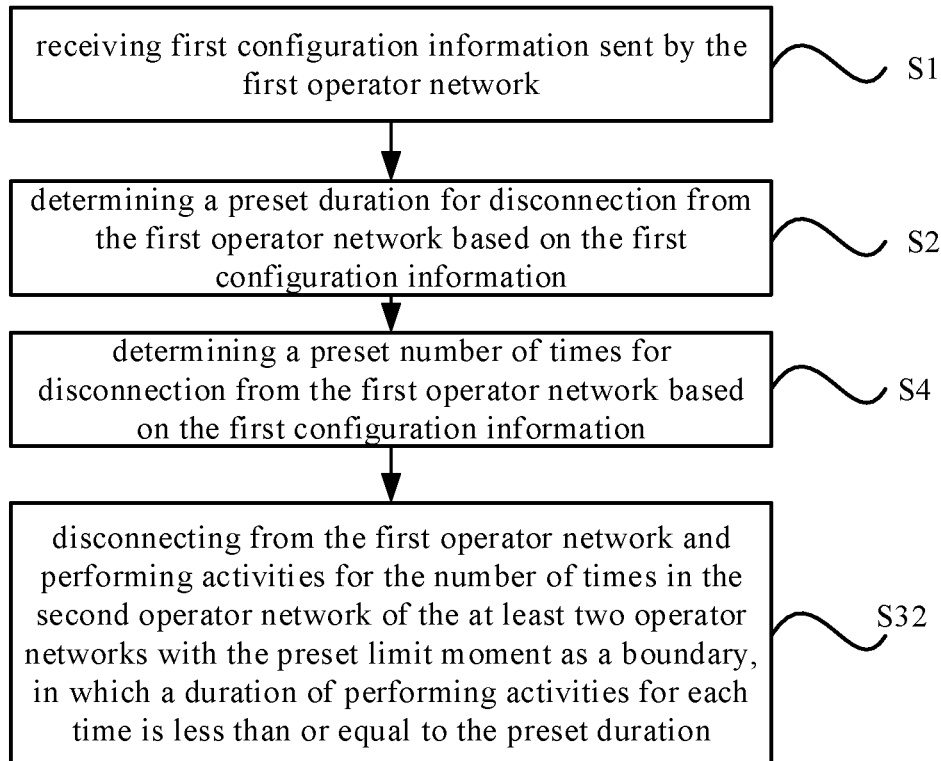 receiving first configuration information sent by the
first operator network
S1
determining a preset duration for disconnection from
the first operator network based on the first
configuration information
S2
determining a preset number of times for
disconnection from the first operator network based
on the first configuration information
S4
disconnecting from the first operator network and
performing activities for the number of times in the
second operator network of the at least two operator
networks with the preset limit moment as a boundary,
in which a duration of performing activities for each
time is less than or equal to the preset duration
S32